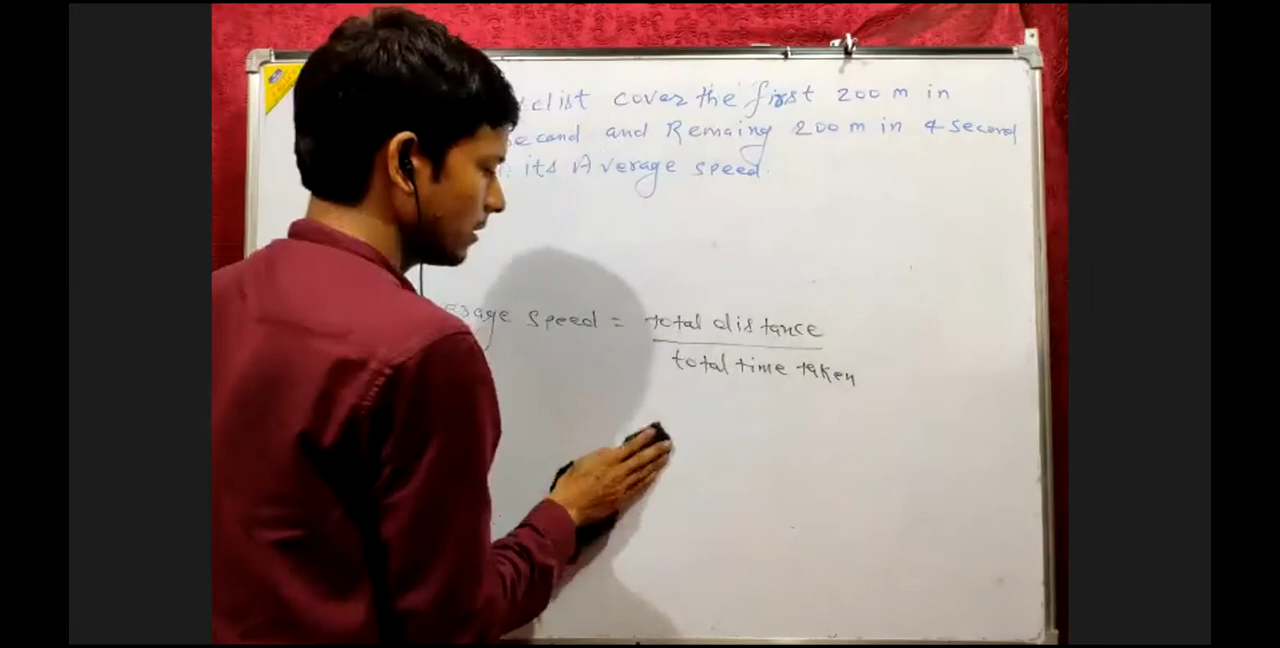 clist cover the first 200 m in
econd and Remaing 200 m in 4 second
its Average speed.
erage speed = total distance
total time taken